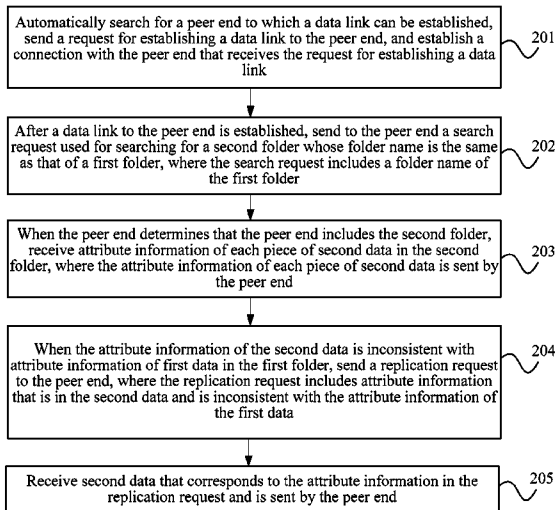 Automatically search for a peer end to which a data link can be established,
send a request for establishing a data link to the peer end, and establish a
connection with the peer end that receives the request for establishing a data
link
201
After a data link to the peer end is established, send to the peer end a search
request used for searching for a second folder whose folder name is the same
as that of a first folder, where the search request includes a folder name of
the first folder
202
When the peer end determines that the peer end includes the second folder,
receive attribute information of each piece of second data in the second
folder, where the attribute information of each piece of second data is sent by
the peer end
203
When the attribute information of the second data is inconsistent with
attribute information of first data in the first folder, send a replication request
to the peer end, where the replication request includes attribute information
that is in the second data and is inconsistent with the attribute information of
the first data
204
Receive second data that corresponds to the attribute information in the
replication request and is sent by the peer end
205